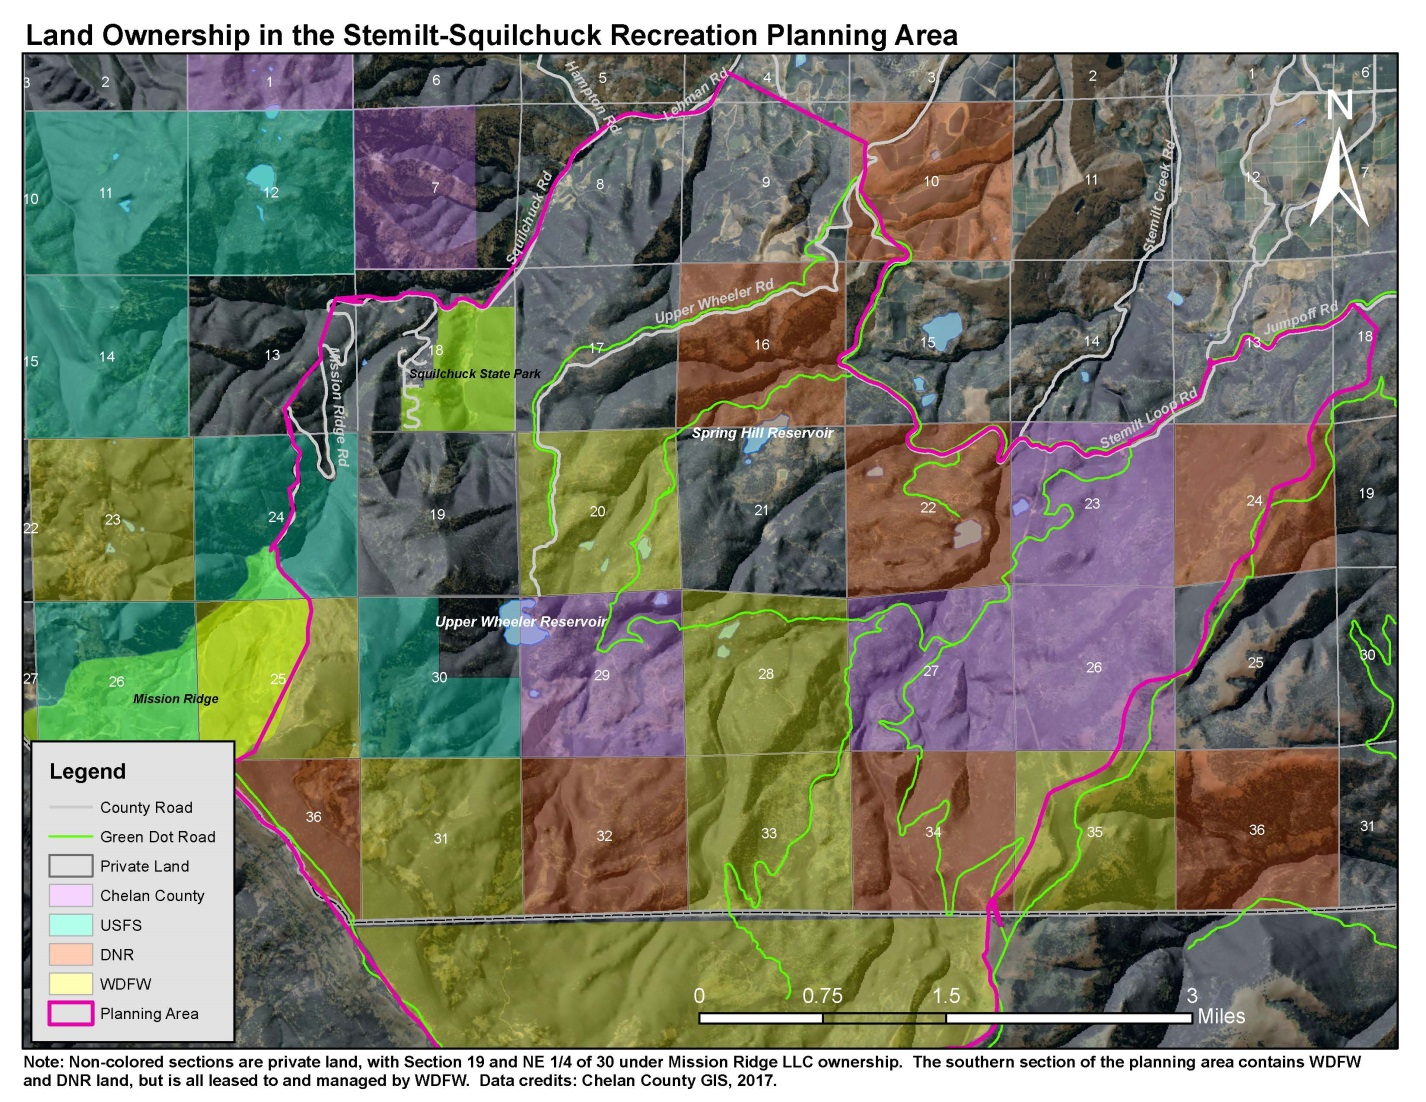 Land Ownership in the Stemilt-Squilchuck Recreation Planning Area
3
2
1
6
5
4
3
2
1
6
Hampton Rd
Lehman Rd
N
10
11
12
7
8
9
10
11
12
7
Squilchuck Rd
Stemilt Creek Rd
15
14
13
18
17
16
15
14
13
18
Upper Wheeler Rd
Jumpoff Rd
Mission Ridge Rd
Squilchuck State Park
Stemilt Loop Rd
Spring Hill Reservoir
22
23
24
19
20
21
22
23
24
19
Upper Wheeler Reservoir
27
26
25
30
29
28
27
26
25
30
Mission Ridge
36
31
32
33
34
35
36
31
Legend
County Road
Green Dot Road
Private Land
Chelan County
USFS
DNR
WDFW
Planning Area
0 0.75 1.5 3
Miles
Note: Non-colored sections are private land, with Section 19 and NE 1/4 of 30 under Mission Ridge LLC ownership. The southern section of the planning area contains WDFW
and DNR land, but is all leased to and managed by WDFW. Data credits: Chelan County GIS, 2017.